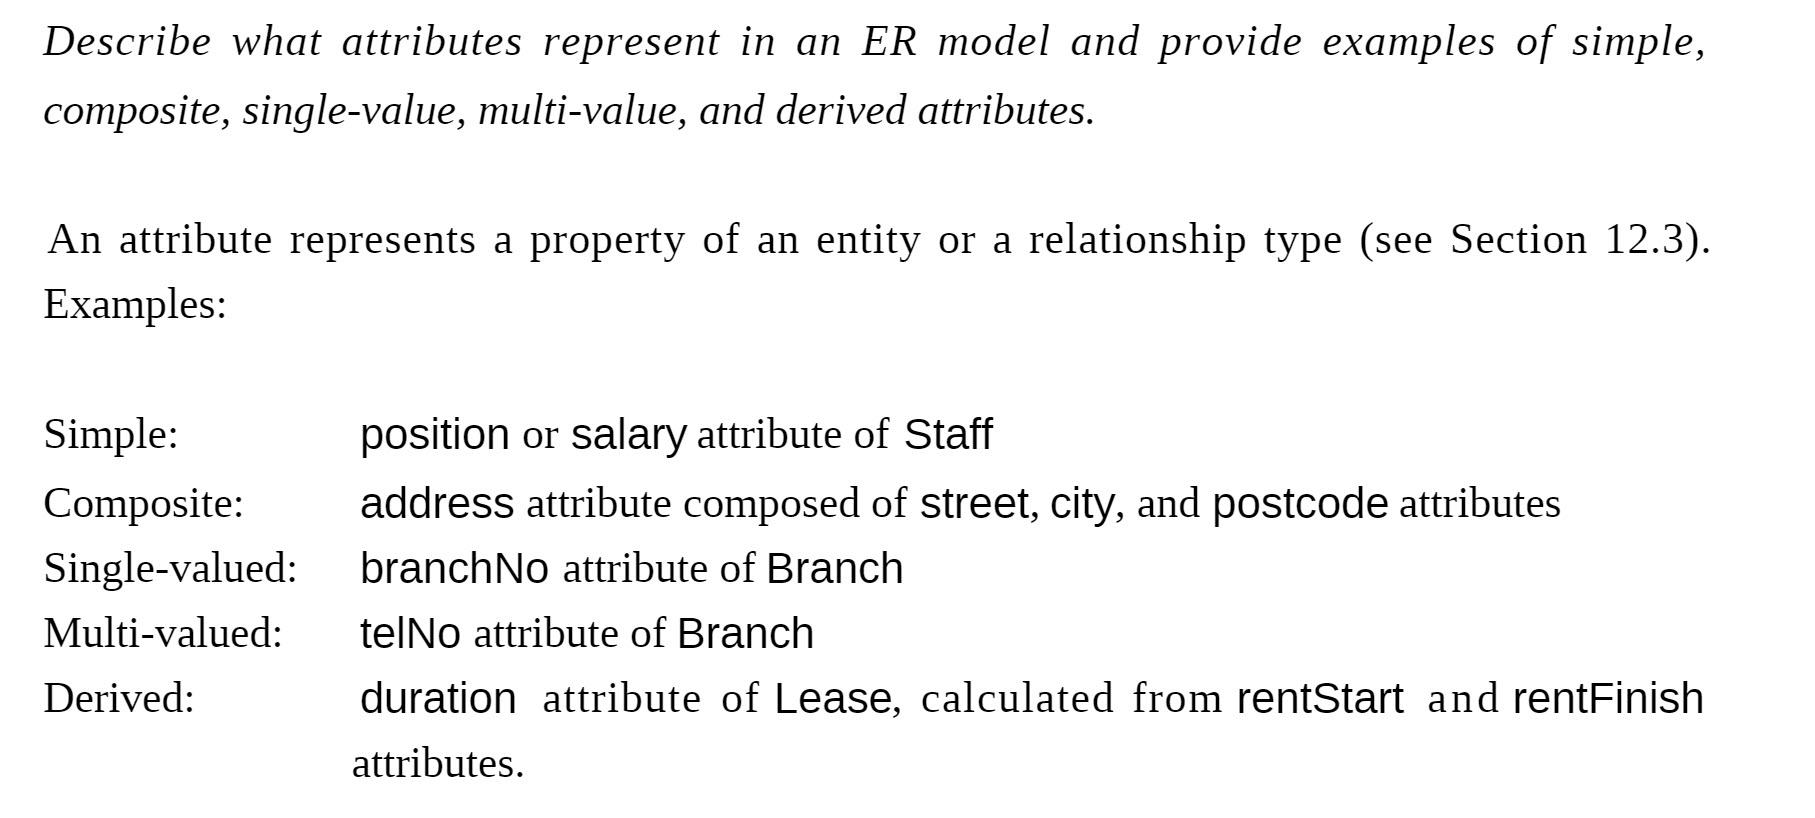 Describe what attributes represent in an ER model and provide examples of simple,
composite, single-value, multi-value, and derived attributes.
An attribute represents a property of an entity or a relationship type (see Section 12.3).
Examples:
Simple: position or salary attribute of Staff
Composite: address attribute composed of street, city, and postcode attributes
Single-valued: branchNo attribute of Branch
Multi-valued: telNo attribute of Branch
Derived: duration attribute of Lease, calculated from rentStart and rentFinish
attributes.